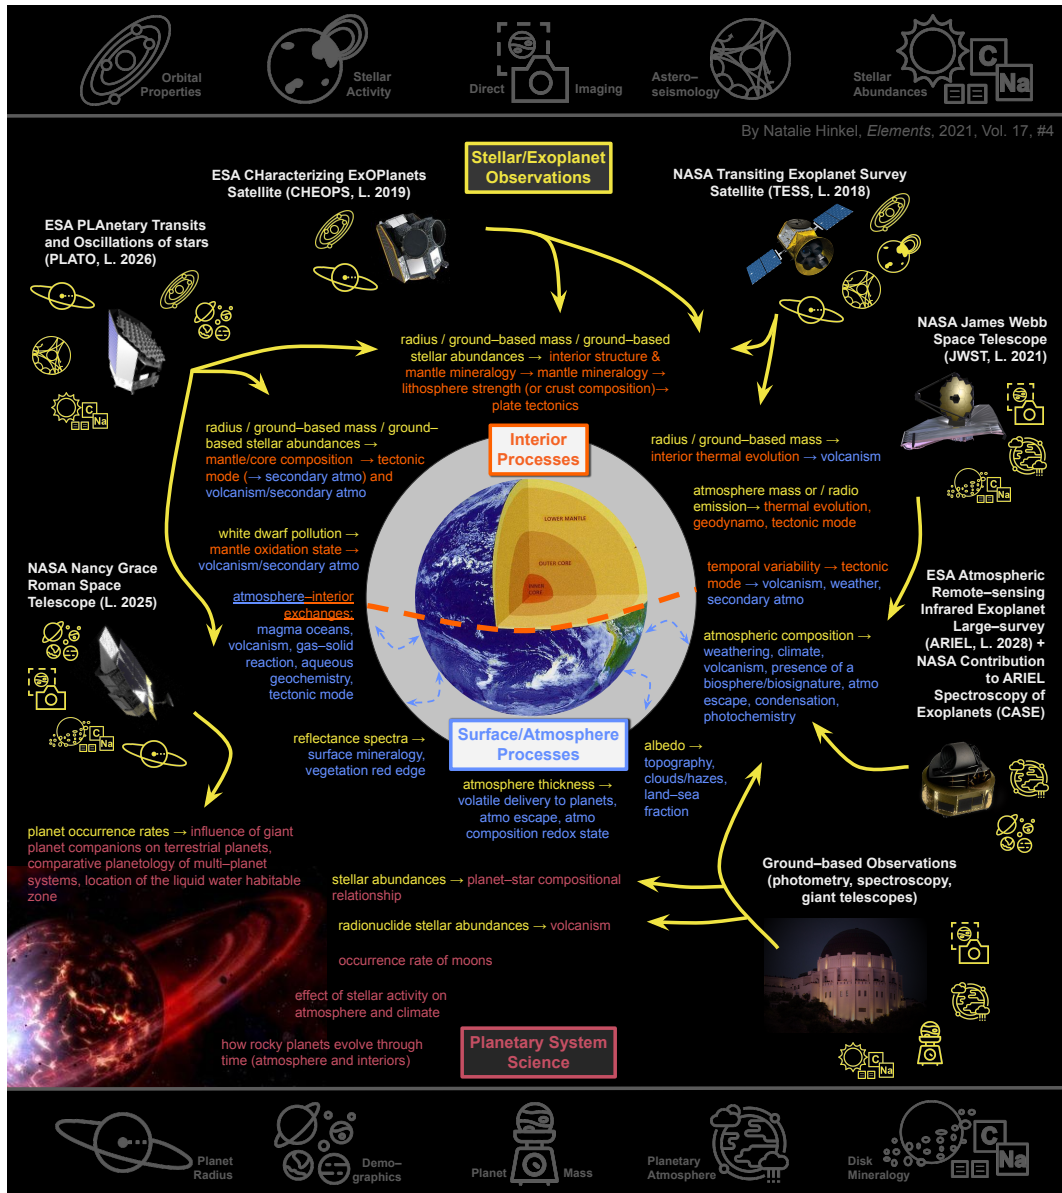 Orbital
Properties
Stellar
Activity
Direct
Imaging
Astero–
seismology
Stellar
Abundances
C
Na
By Natalie Hinkel, Elements, 2021, Vol. 17, #4
Stellar/Exoplanet
Observations
ESA CHaracterizing ExOPlanets
Satellite (CHEOPS, L. 2019)
NASA Transiting Exoplanet Survey
Satellite (TESS, L. 2018)
ESA PLAnetary Transits
and Oscillations of stars
(PLATO, L. 2026)
C
Na
NASA James Webb
Space Telescope
(JWST, L. 2021)
C
Na
radius / ground–based mass / ground–based
stellar abundances → interior structure &
mantle mineralogy → mantle mineralogy →
lithosphere strength (or crust composition)→
plate tectonics
radius / ground–based mass / ground–
based stellar abundances →
mantle/core composition → tectonic
mode (→ secondary atmo) and
volcanism/secondary atmo
Interior
Processes
radius / ground–based mass →
interior thermal evolution → volcanism
atmosphere mass or / radio
emission→ thermal evolution,
geodynamo, tectonic mode
white dwarf pollution →
mantle oxidation state →
volcanism/secondary atmo
LOWER MANTLE
OUTER CORE
INNER
CORE
temporal variability → tectonic
mode → volcanism, weather,
secondary atmo
NASA Nancy Grace
Roman Space
Telescope (L. 2025)
C
Na
atmosphere–interior
exchanges:
magma oceans,
volcanism, gas–solid
reaction, aqueous
geochemistry,
tectonic mode
atmospheric composition →
weathering, climate,
volcanism, presence of a
biosphere/biosignature, atmo
escape, condensation,
photochemistry
ESA Atmospheric
Remote–sensing
Infrared Exoplanet
Large–survey
(ARIEL, L. 2028) +
NASA Contribution
to ARIEL
Spectroscopy of
Exoplanets (CASE)
reflectance spectra →
surface mineralogy,
vegetation red edge
Surface/Atmosphere
Processes
atmosphere thickness →
volatile delivery to planets,
atmo escape, atmo
composition redox state
albedo →
topography,
clouds/hazes,
land–sea
fraction
planet occurrence rates → influence of giant
planet companions on terrestrial planets,
comparative planetology of multi–planet
systems, location of the liquid water habitable
zone
stellar abundances → planet–star compositional
relationship
radionuclide stellar abundances → volcanism
occurrence rate of moons
effect of stellar activity on
atmosphere and climate
how rocky planets evolve through
time (atmosphere and interiors)
Ground–based Observations
(photometry, spectroscopy,
giant telescopes)
C
Na
Planetary System
Science
Planet
Radius
Demo–
graphics
Planet
Mass
Planetary
Atmosphere
Disk
Mineralogy
C
Na